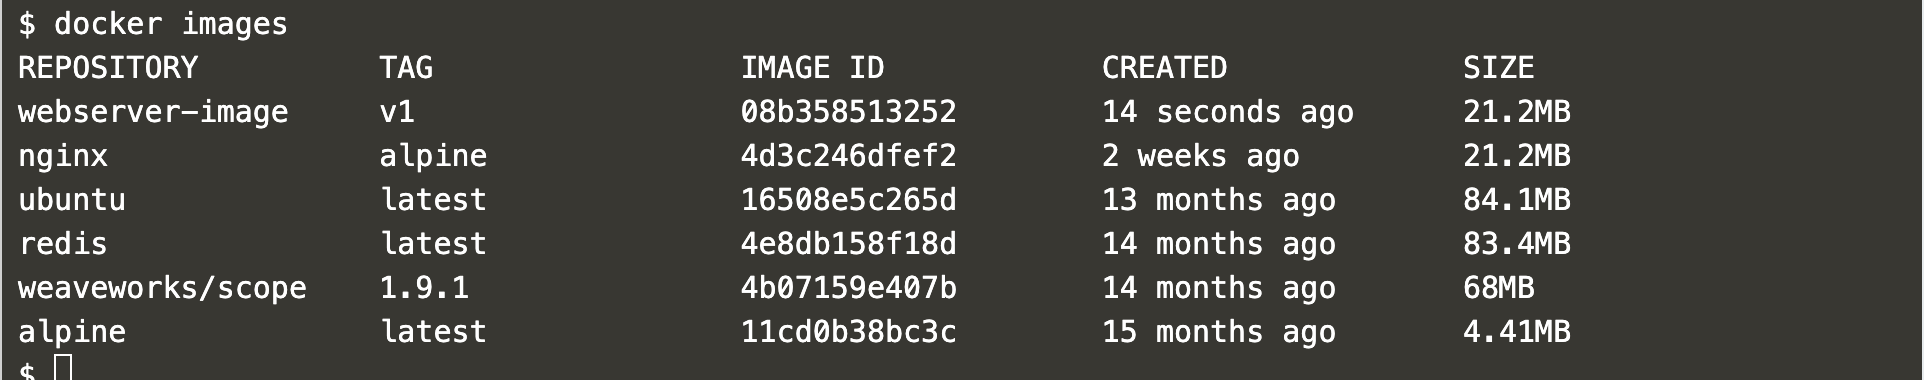 $ docker images
REPOSITORY          TAG                 IMAGE ID            CREATED             SIZE
webserver-image     v1                  08b358513252        14 seconds ago      21.2MB
nginx               alpine              4d3c246dfef2        2 weeks ago         21.2MB
ubuntu              latest              16508e5c265d        13 months ago       84.1MB
redis               latest              4e8db158f18d        14 months ago       83.4MB
weaveworks/scope    1.9.1               4b07159e407b        14 months ago       68MB
alpine              latest              11cd0b38bc3c        15 months ago       4.41MB
$